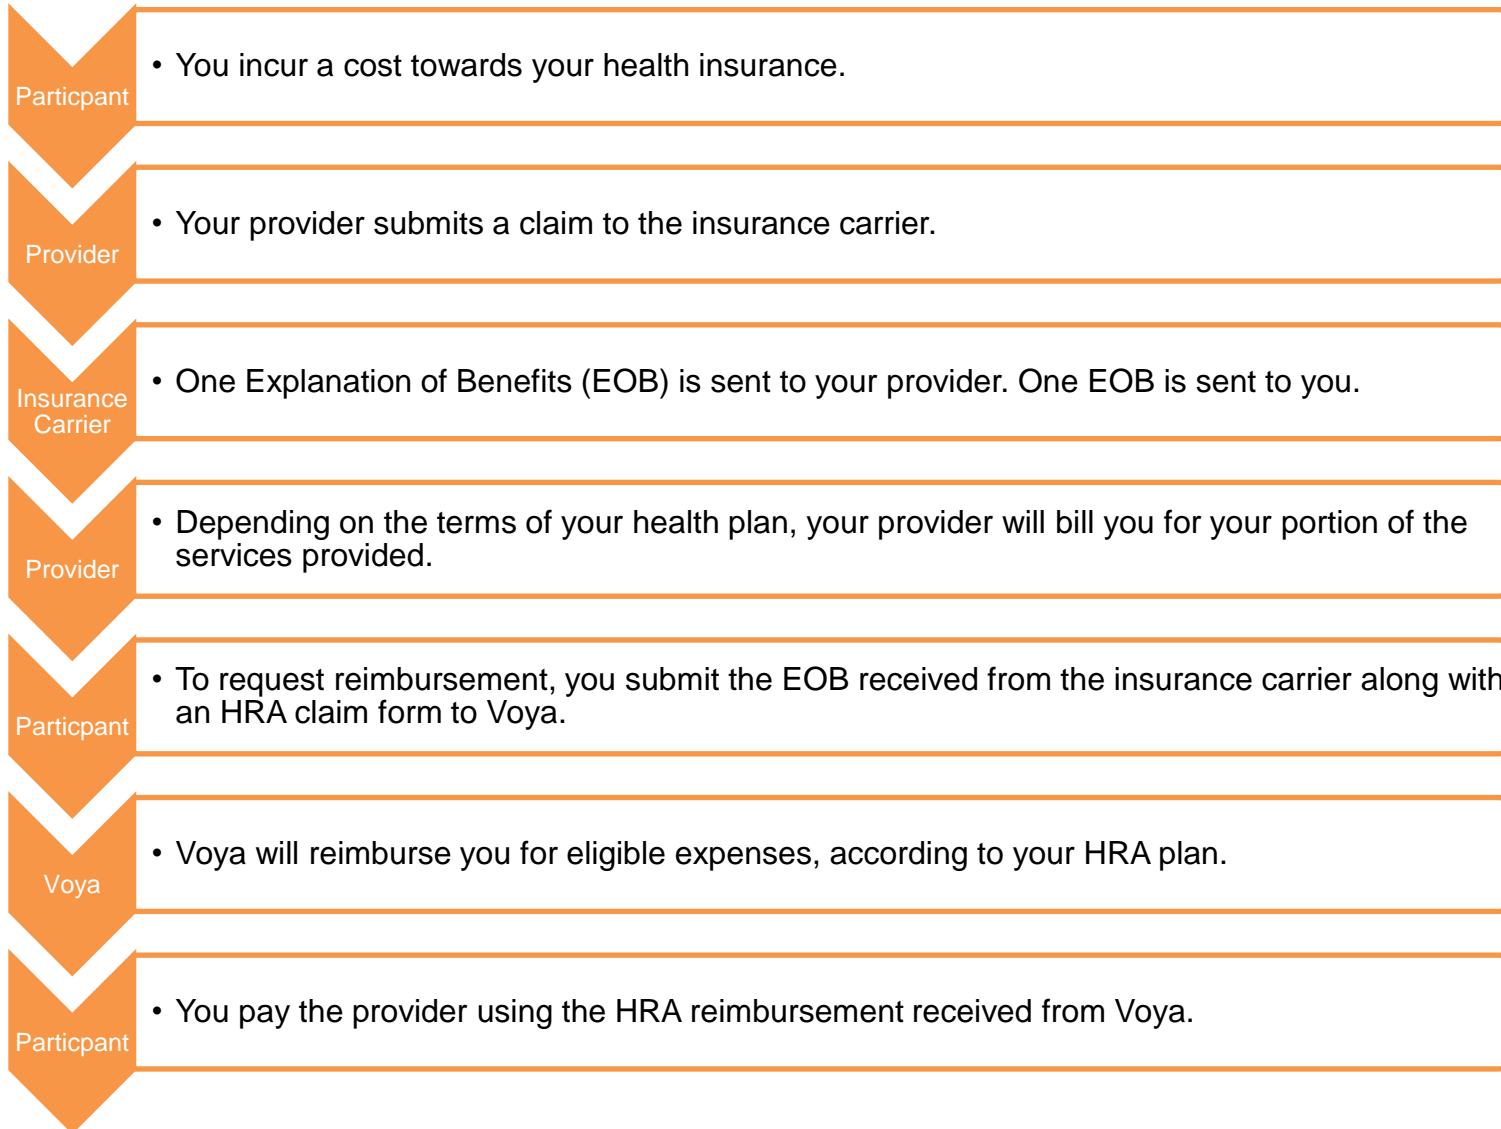 Particpant
• You incur a cost towards your health insurance.
Provider
• Your provider submits a claim to the insurance carrier.
Insurance
Carrier
• One Explanation of Benefits (EOB) is sent to your provider. One EOB is sent to you.
Provider
• Depending on the terms of your health plan, your provider will bill you for your portion of the
services provided.
Particpant
• To request reimbursement, you submit the EOB received from the insurance carrier along with
an HRA claim form to Voya.
Voya
• Voya will reimburse you for eligible expenses, according to your HRA plan.
Particpant
• You pay the provider using the HRA reimbursement received from Voya.